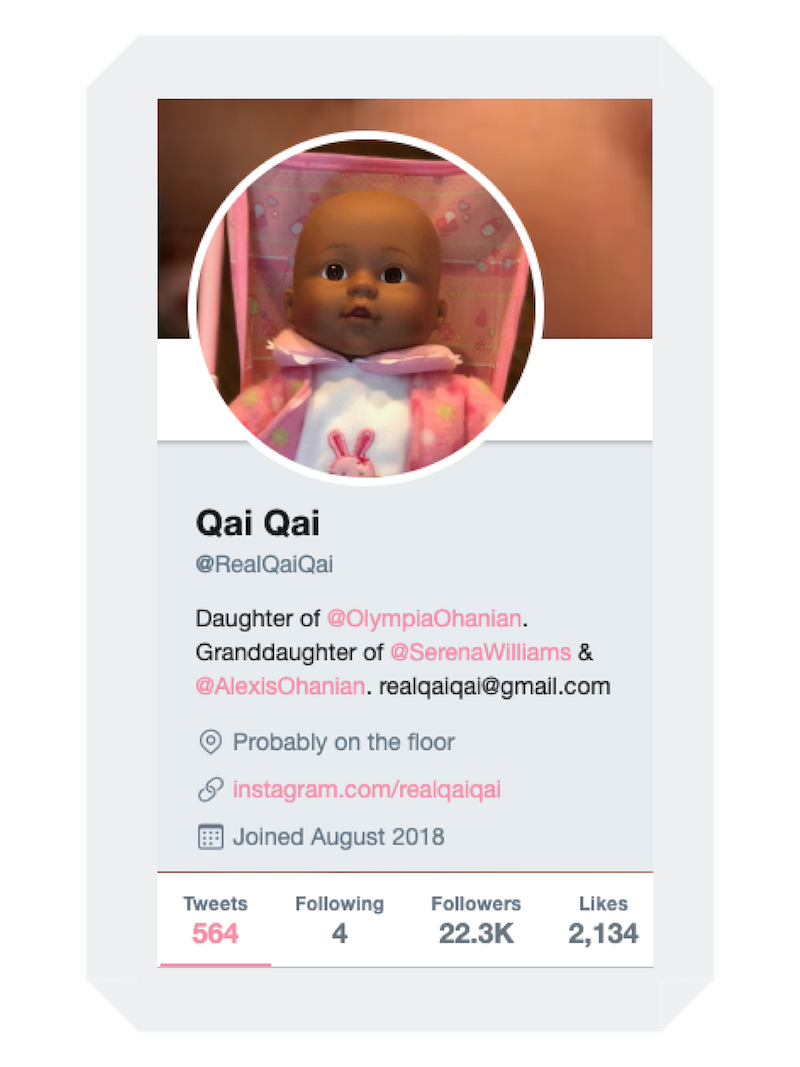 Qai Qai
@RealQaiQai
Daughter of @OlympiaOhanian.
Granddaughter of @SerenaWilliams &
@AlexisOhanian. realqaiqai@gmail.com
Probably on the floor
instagram.com/realqaiqai
Joined August 2018
Tweets Following Followers Likes
564 4 22.3K 2,134